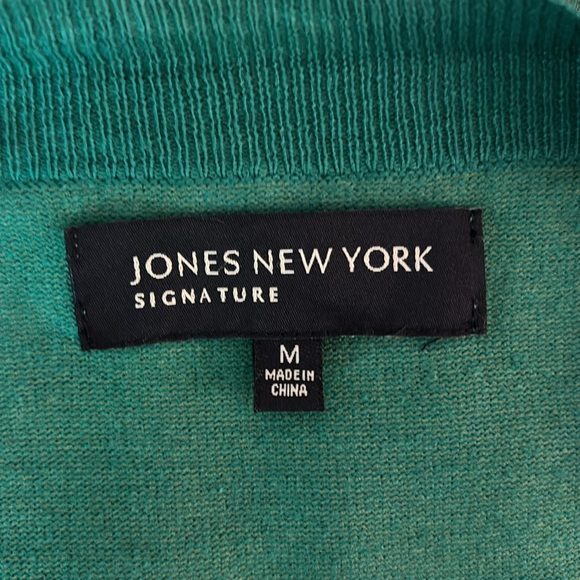 JONES NEW YORK
SIGNATURE
M
MADE IN
CHINA